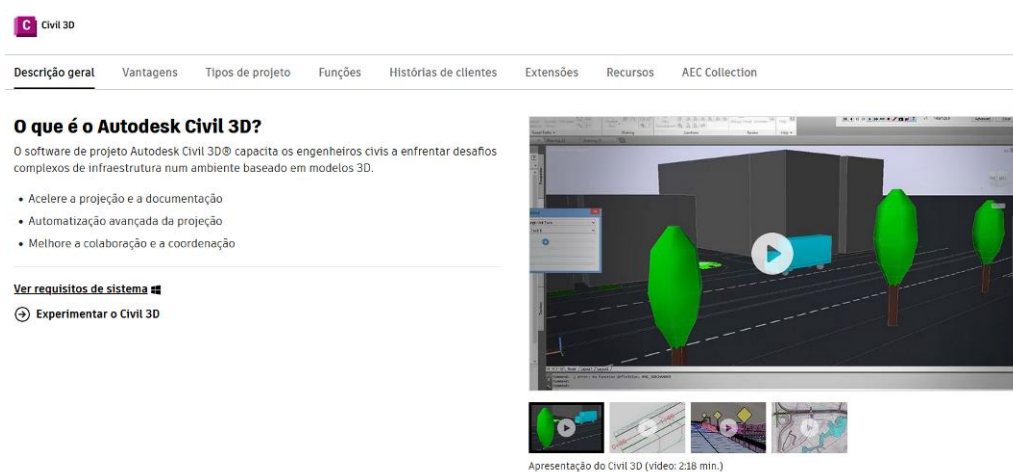 C Civil 3D
Descrição geral Vantagens Tipos de projeto Funções Histórias de clientes Extensões Recursos AEC Collection
O que é o Autodesk Civil 3D?
O software de projeto Autodesk Civil 3D® capacita os engenheiros civis a enfrentar desafios
complexos de infraestrutura num ambiente baseado em modelos 3D.
• Acelere a projeção e a documentação
• Automatização avançada da projeção
• Melhore a colaboração e a coordenação
Ver requisitos de sistema
Experimentar o Civil 3D
Apresentação do Civil 3D (vídeo: 2:18 min.)